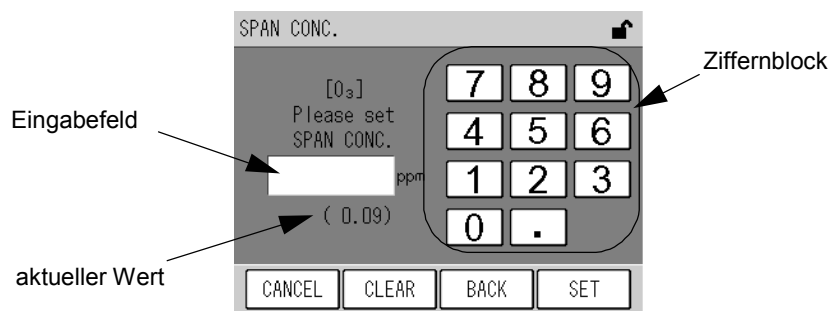 SPAN CONC.
Ziffernblock
[O₃]
Please set
SPAN CONC.
Eingabefeld
ppm
( 0.09)
aktueller Wert
7 8 9
4 5 6
1 2 3
0 .
CANCEL CLEAR BACK SET